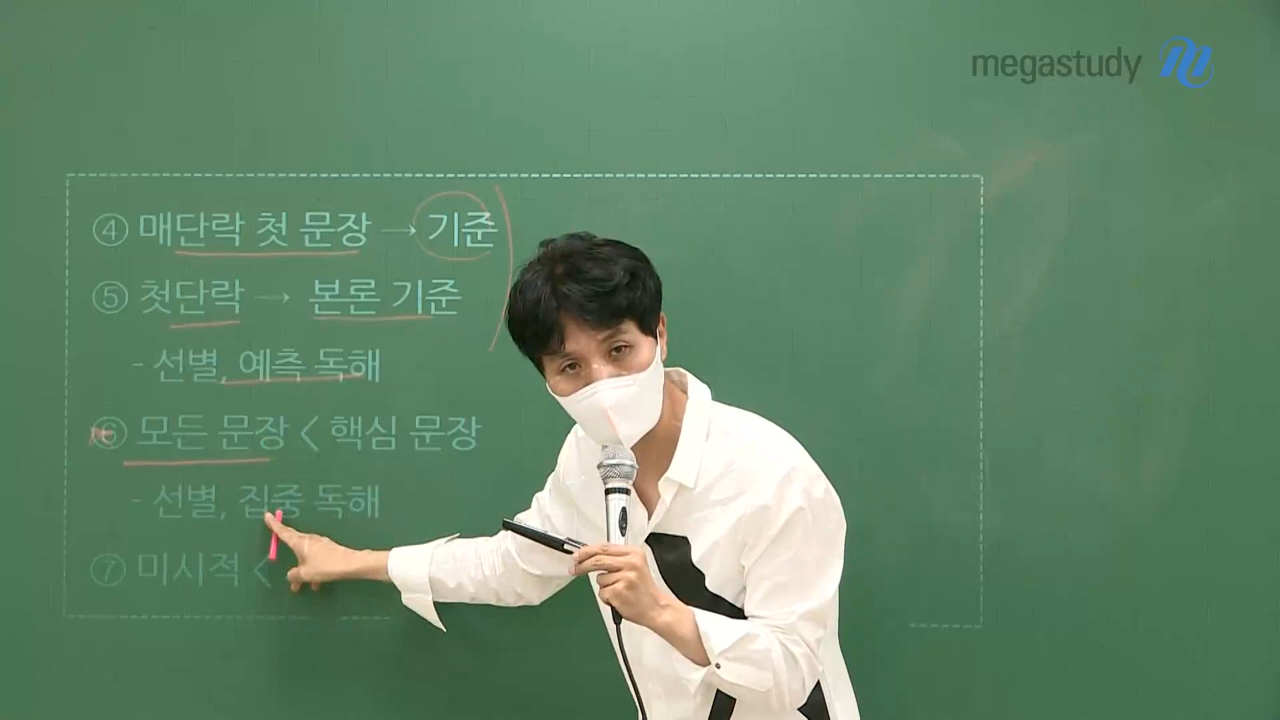 megastudy
④ 매단락 첫 문장 → 기준
⑤ 첫단락 → 본론 기준
- 선별, 예측 독해
⑥ 모든 문장 < 핵심 문장
- 선별, 집중 독해
⑦ 미시적 <